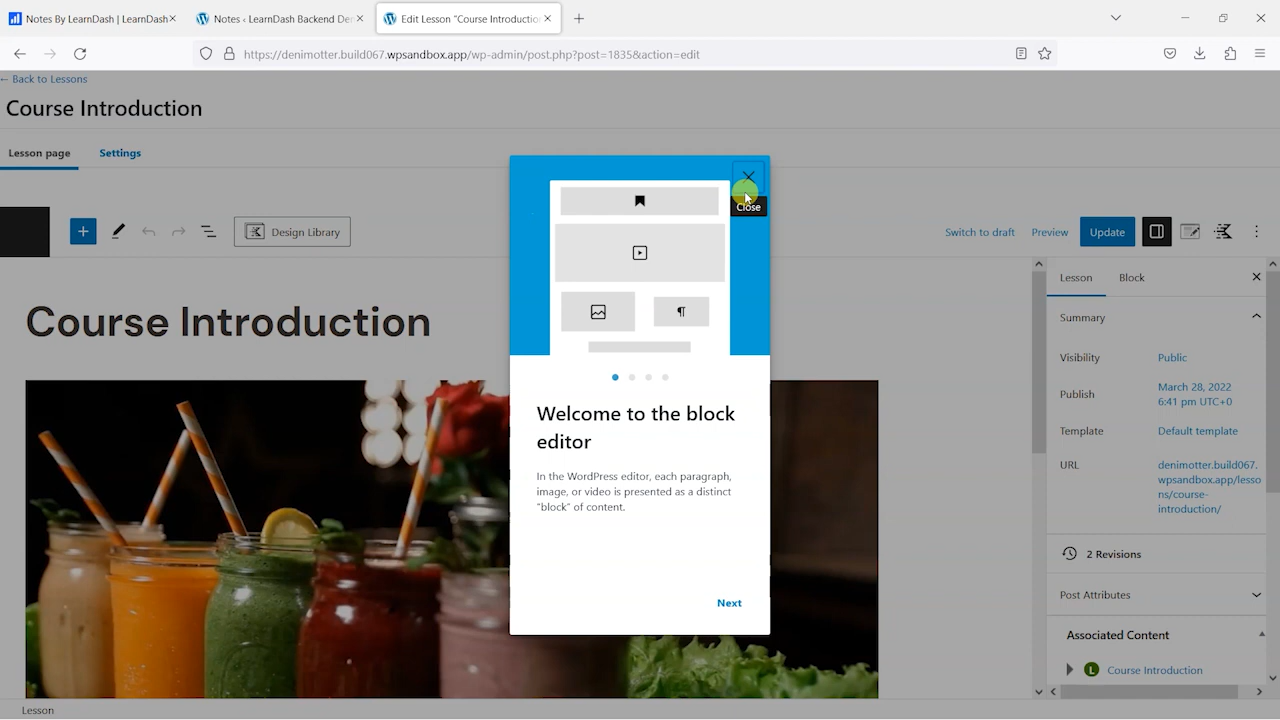 Notes By LearnDash | LearnDash
Notes ‹ LearnDash Backend De
Edit Lesson "Course Introductio
https://denimotter.build067.wpsandbox.app/wp-admin/post.php?post=1835&action=edit
← Back to Lessons
Course Introduction
Lesson page
Settings
Close
Design Library
Switch to draft
Preview
Update
Lesson
Block
Course Introduction
Summary
Visibility
Public
Publish
March 28, 2022
6:41 pm UTC+0
Template
Default template
URL
denimotter.build067.
wpsandbox.app/lesso
ns/course-
introduction/
Welcome to the block
editor
In the WordPress editor, each paragraph,
image, or video is presented as a distinct
"block" of content.
Next
2 Revisions
Post Attributes
Associated Content
L
Course Introduction
Lesson